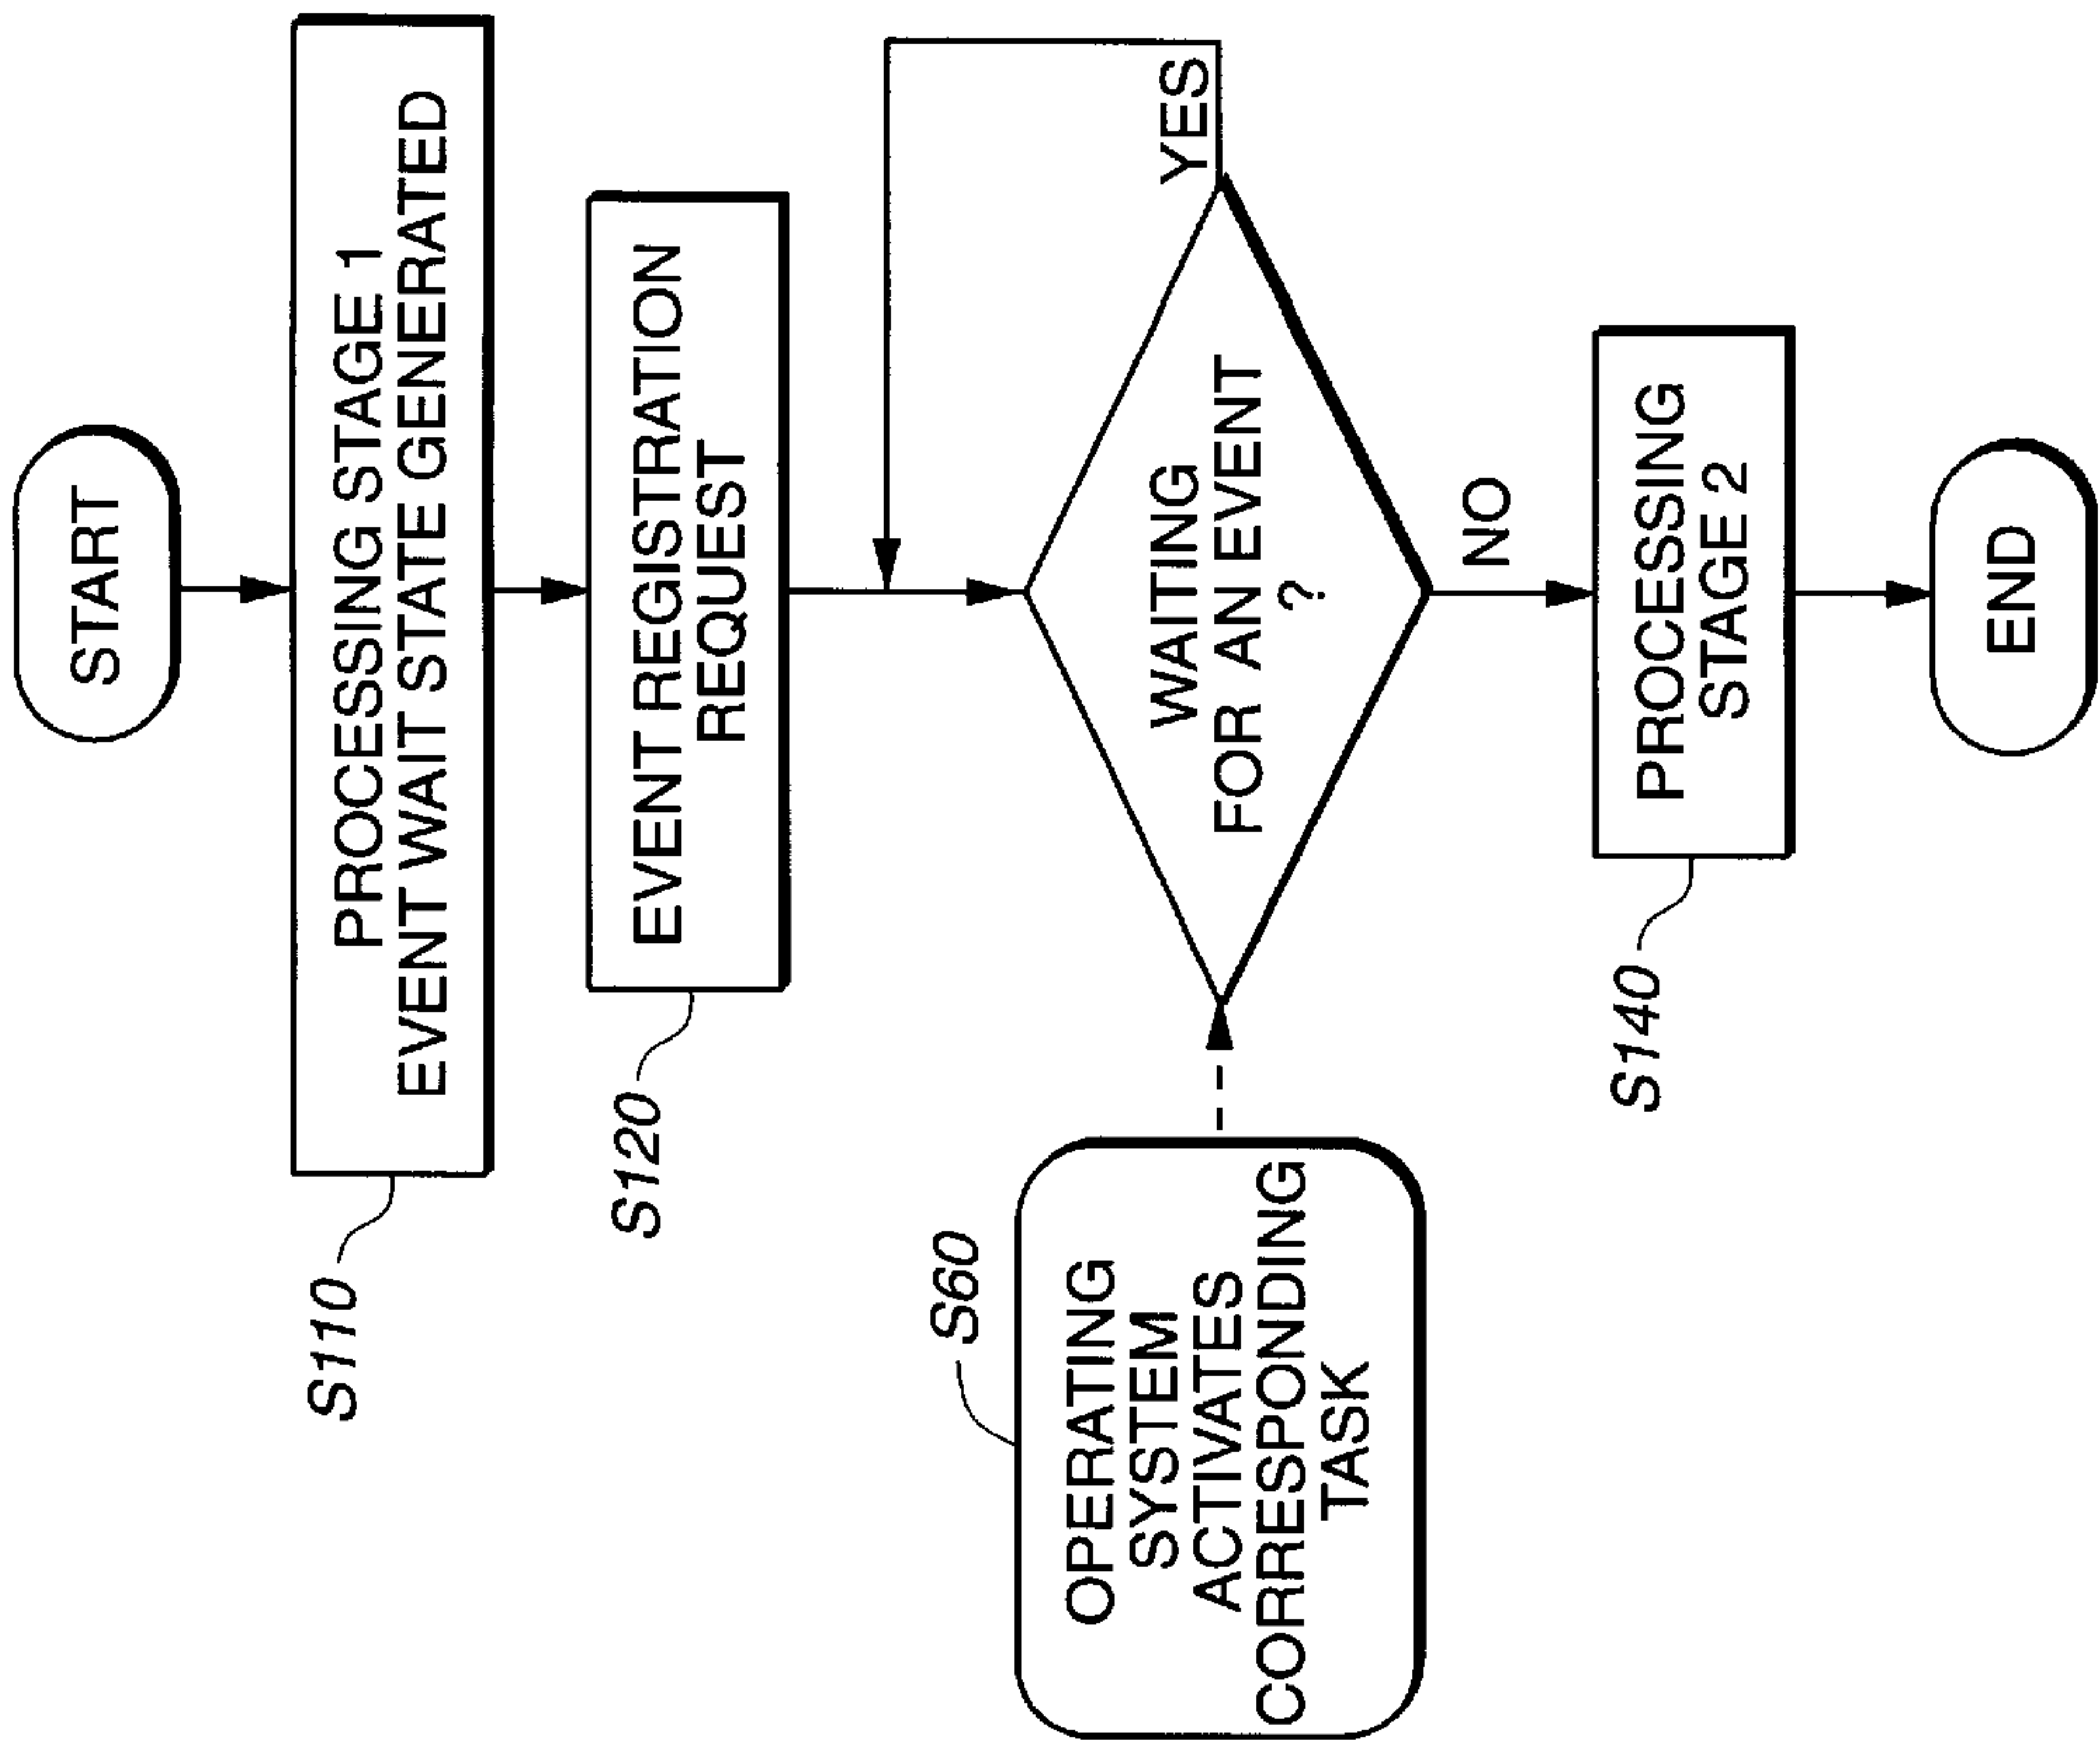 START
PROCESSING STAGE 1
EVENT WAIT STATE GENERATED
S110
EVENT REGISTRATION
REQUEST
S120
WAITING
FOR AN EVENT
?
YES
NO
S60
OPERATING
SYSTEM
ACTIVATES
CORRESPONDING
TASK
PROCESSING
STAGE 2
S140
END